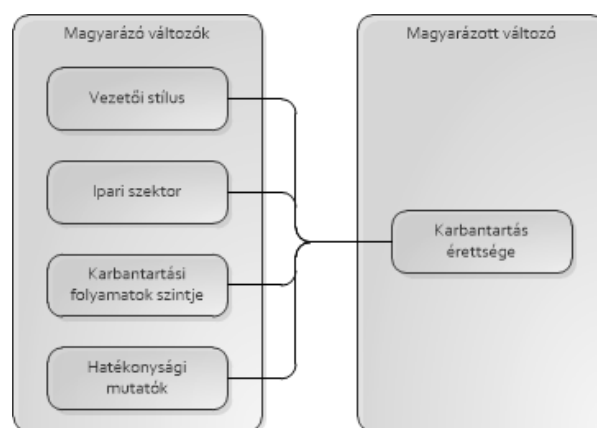 Magyarázó változók
Vezetői stílus
Ipari szektor
Karbantartási
folyamatok szintje
Hatékonysági
mutatók
Magyarázott változó
Karbantartás
érettsége